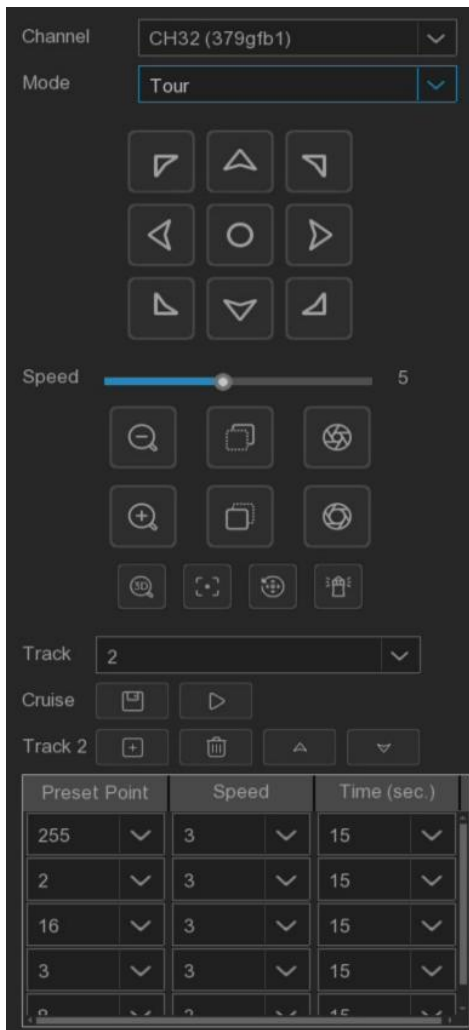 Channel CH32 (379gfb1)
Mode Tour
Speed 5
3D
Track 2
Cruise
Track 2
Preset Point Speed Time (sec.)
255 3 15
2 3 15
16 3 15
3 3 15